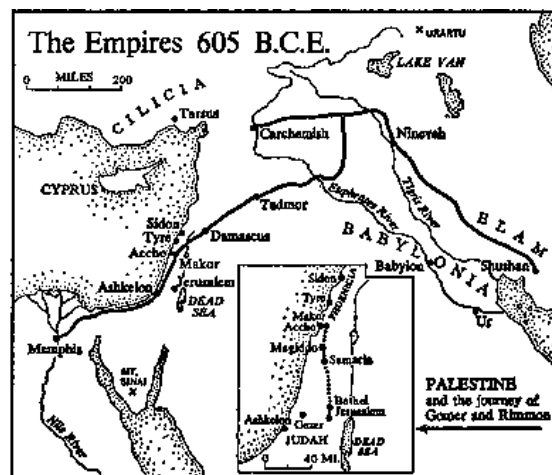 The Empires 605 B.C.E.
0 MILES 200
URARTU
LAKE VAN
CILICIA
Tarsus
Carchemish
Nineveh
CYPRUS
Euphrates River
Tigris River
Tadmor
ELAM
Sidon
Tyre
Accho
Damascus
BABYLONIA
Makor
Babylon
Shushan
Ashkelon
Jerusalem
DEAD
SEA
Ur
Memphis
MT.
SINAI
Nile River
Sidon
Tyre
PHOENICIA
Makor
Accho
Megiddo
Samaria
Bethel
Jerusalem
Ashkelon
Gezer
JUDAH
DEAD
SEA
0 40 MI.
PALESTINE
and the journey of
Gomer and Rimmon